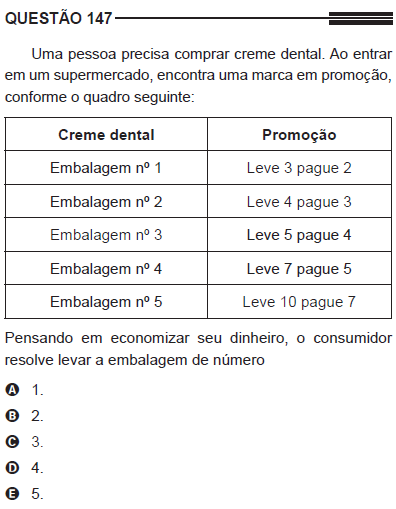 QUESTÃO 147
Uma pessoa precisa comprar creme dental. Ao entrar
em um supermercado, encontra uma marca em promoção,
conforme o quadro seguinte:
Creme dental Promoção
Embalagem nº 1 Leve 3 pague 2
Embalagem nº 2 Leve 4 pague 3
Embalagem nº 3 Leve 5 pague 4
Embalagem nº 4 Leve 7 pague 5
Embalagem nº 5 Leve 10 pague 7
Pensando em economizar seu dinheiro, o consumidor
resolve levar a embalagem de número
A 1.
B 2.
C 3.
D 4.
E 5.